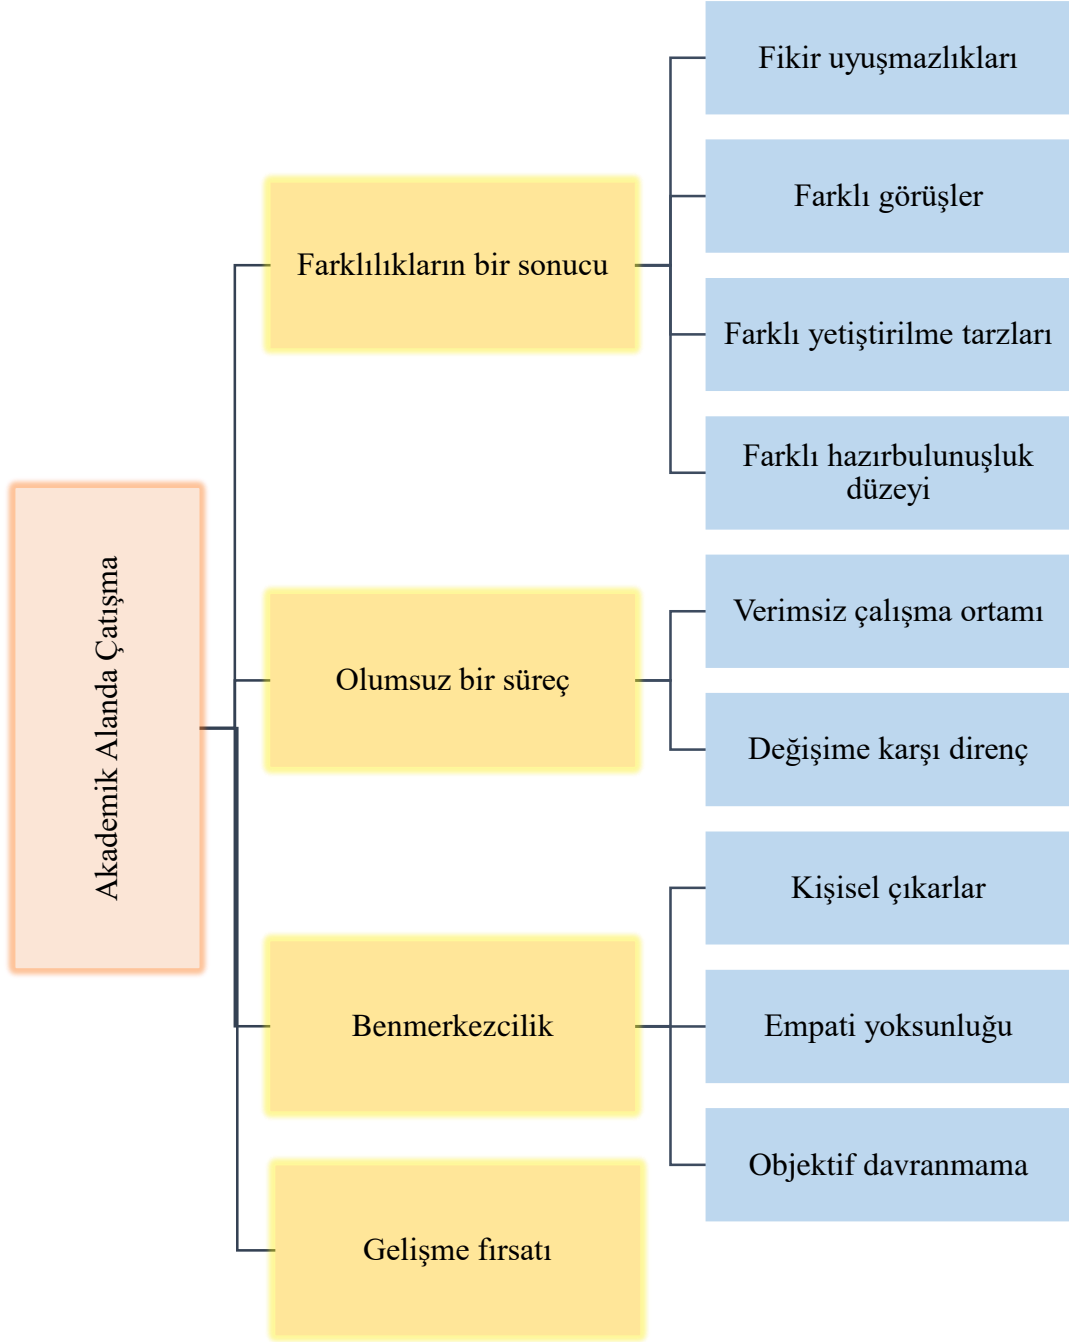 Akademik Alanda Çatışma
Farklılıkların bir sonucu
Fikir uyuşmazlıkları
Farklı görüşler
Farklı yetiştirilme tarzları
Farklı hazırbulunuşluk
düzeyi
Olumsuz bir süreç
Verimsiz çalışma ortamı
Değişime karşı direnç
Benmerkezcilik
Kişisel çıkarlar
Empati yoksunluğu
Objektif davranmama
Gelişme fırsatı